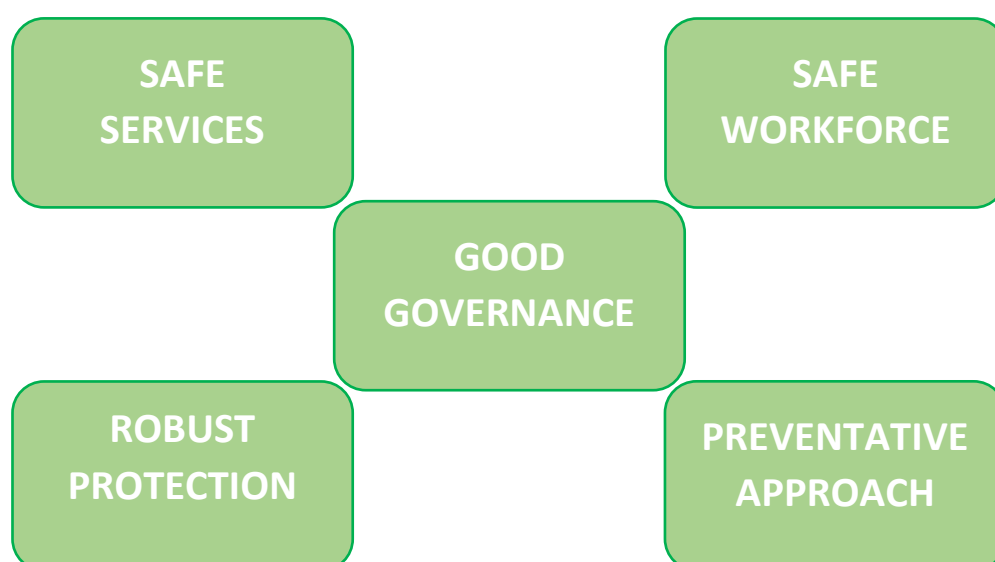 SAFE
SERVICES
SAFE
WORKFORCE
GOOD
GOVERNANCE
ROBUST
PROTECTION
PREVENTATIVE
APPROACH